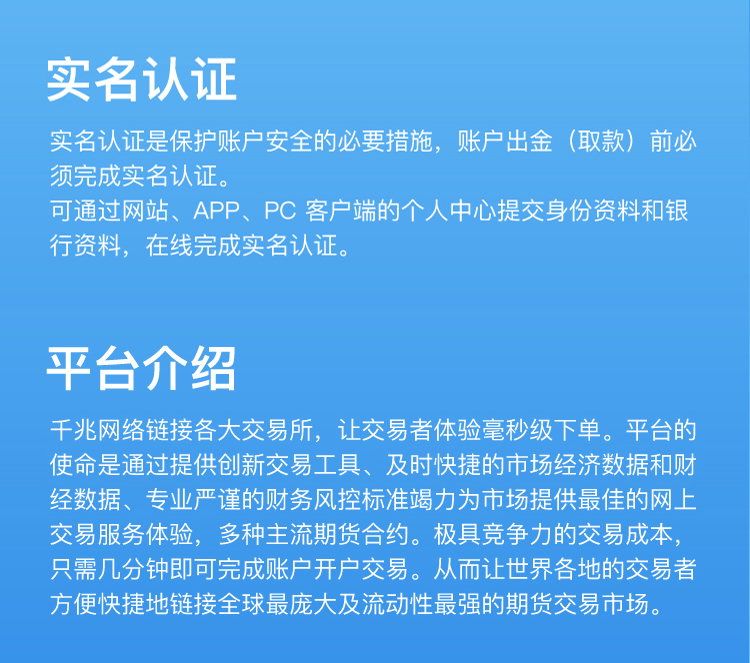 实名认证
实名认证是保护账户安全的必要措施，账户出金（取款）前必
须完成实名认证。
可通过网站、APP、PC 客户端的个人中心提交身份资料和银
行资料，在线完成实名认证。
平台介绍
千兆网络链接各大交易所，让交易者体验毫秒级下单。平台的
使命是通过提供创新交易工具、及时快捷的市场经济数据和财
经数据、专业严谨的财务风控标准竭力为市场提供最佳的网上
交易服务体验，多种主流期货合约。极具竞争力的交易成本，
只需几分钟即可完成账户开户交易。从而让世界各地的交易者
方便快捷地链接全球最庞大及流动性最强的期货交易市场。